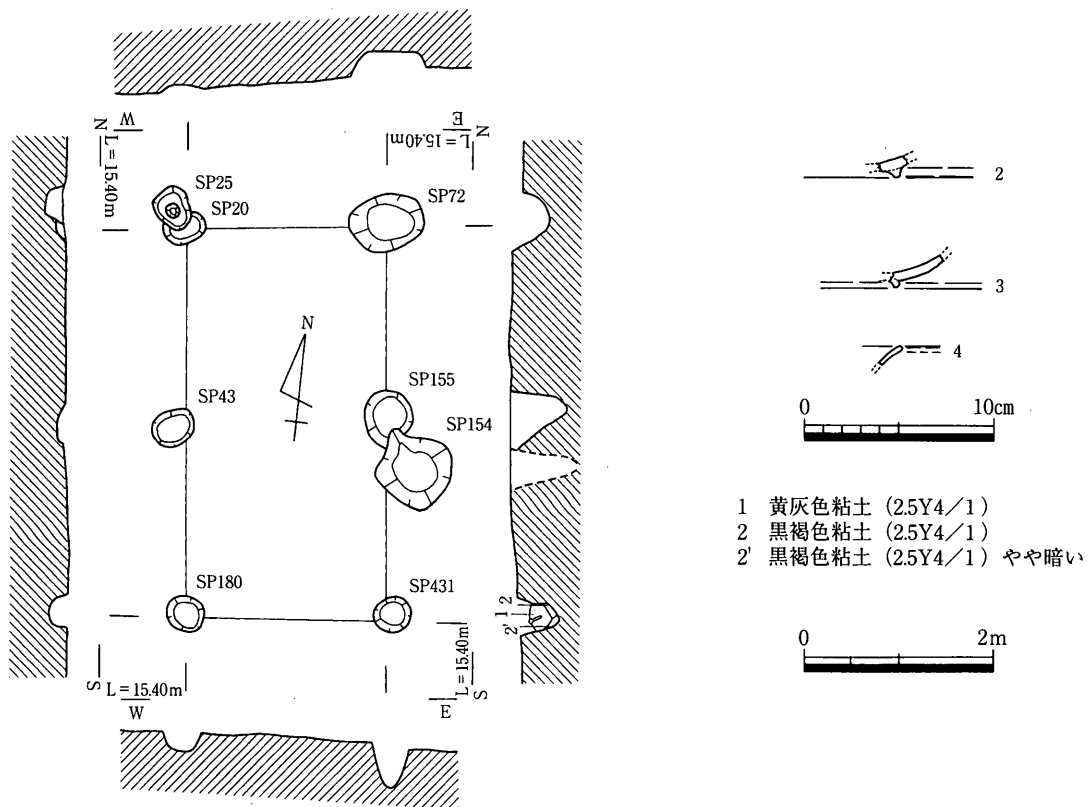 W
E
N
L=15.40m
L=15.40m
N
SP25
SP20
SP72
N
SP43
SP155
SP154
SP180
SP431
2
1
2'
S
L=15.40m
W
E
L=15.40m
S
2
3
4
0 10cm
1 黄灰色粘土 (2.5Y4/1)
2 黒褐色粘土 (2.5Y4/1)
2' 黒褐色粘土 (2.5Y4/1) やや暗い
0 2m